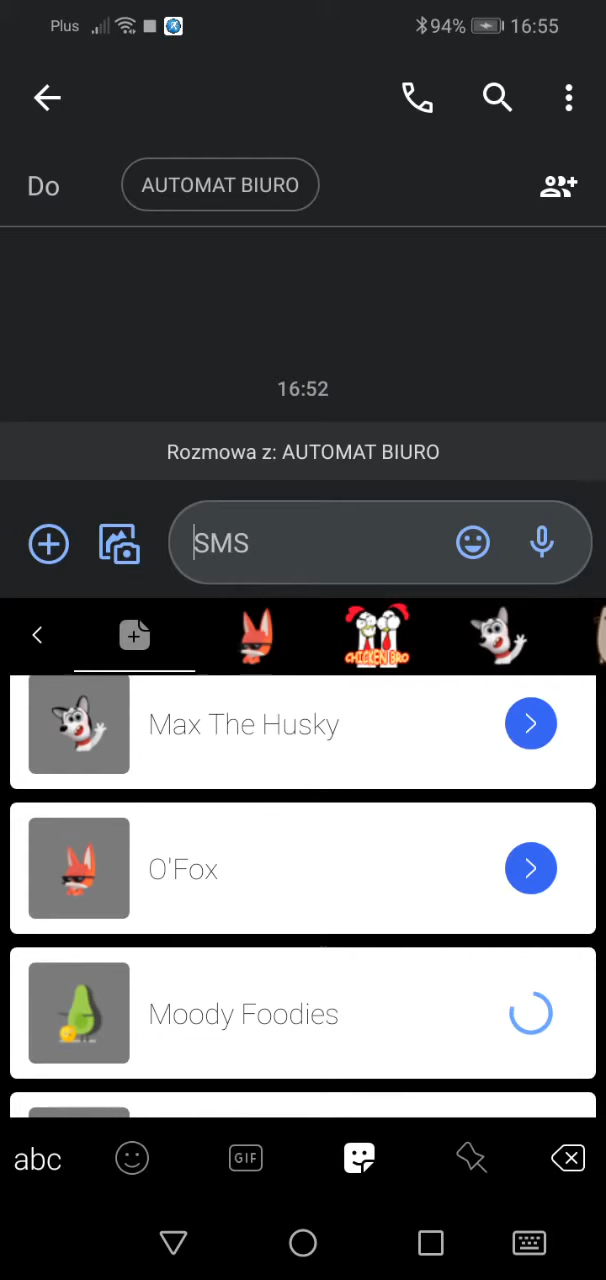 Plus 94% 16:55
Do AUTOMAT BIURO
16:52
Rozmowa z: AUTOMAT BIURO
SMS
CHICKEN BRO
Max The Husky
O'Fox
Moody Foodies
abc GIF